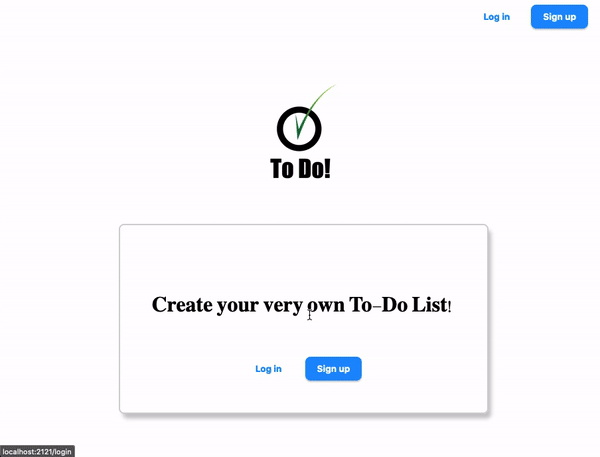 Log in Sign up
To Do!
Create your very own To-Do List!
Log in Sign up
localhost:2121/login